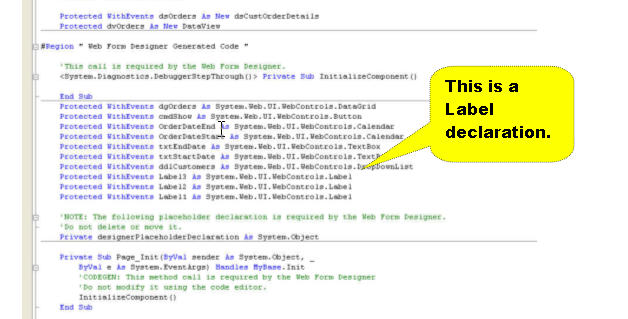 Protected WithEvents dsOrders As New dsCustOrderDetails
Protected dvOrders As New DataView
#Region " Web Form Designer Generated Code "
'This call is required by the Web Form Designer.
<System.Diagnostics.DebuggerStepThrough()> Private Sub InitializeComponent()
End Sub
Protected WithEvents dgOrders As System.Web.UI.WebControls.DataGrid
Protected WithEvents cmdShow As System.Web.UI.WebControls.Button
Protected WithEvents OrderDateEnd As System.Web.UI.WebControls.Calendar
Protected WithEvents OrderDateStart As System.Web.UI.WebControls.Calendar
Protected WithEvents txtEndDate As System.Web.UI.WebControls.TextBox
Protected WithEvents txtStartDate As System.Web.UI.WebControls.TextB
Protected WithEvents ddlCustomers As System.Web.UI.WebControls.DropDownList
Protected WithEvents Label3 As System.Web.UI.WebControls.Label
Protected WithEvents Label2 As System.Web.UI.WebControls.Label
Protected WithEvents Label1 As System.Web.UI.WebControls.Label
'NOTE: The following placeholder declaration is required by the Web Form Designer.
'Do not delete or move it.
Private designerPlaceholderDeclaration As System.Object
Private Sub Page_Init(ByVal sender As System.Object, _
ByVal e As System.EventArgs) Handles MyBase.Init
'CODEGEN: This method call is required by the Web Form Designer
'Do not modify it using the code editor.
InitializeComponent()
End Sub
This is a
Label
declaration.